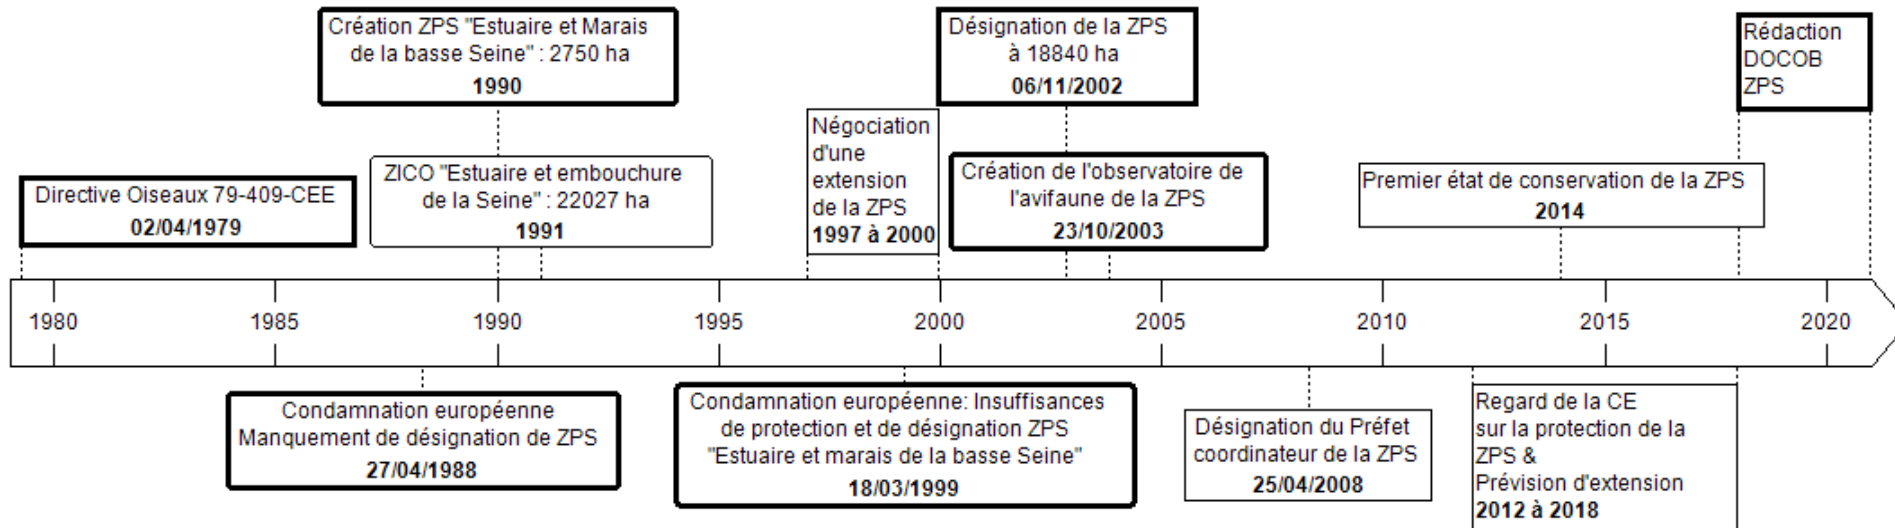 Création ZPS "Estuaire et Marais
de la basse Seine" : 2750 ha
1990
Désignation de la ZPS
à 18840 ha
06/11/2002
Rédaction
DOCOB
ZPS
Directive Oiseaux 79-409-CEE
02/04/1979
ZICO "Estuaire et embouchure
de la Seine" : 22027 ha
1991
Négociation
d'une
extension
de la ZPS
1997 à 2000
Création de l'observatoire de
l'avifaune de la ZPS
23/10/2003
Premier état de conservation de la ZPS
2014
1980 1985 1990 1995 2000 2005 2010 2015 2020
Condamnation européenne
Manquement de désignation de ZPS
27/04/1988
Condamnation européenne: Insuffisances
de protection et de désignation ZPS
"Estuaire et marais de la basse Seine"
18/03/1999
Désignation du Préfet
coordinateur de la ZPS
25/04/2008
Regard de la CE
sur la protection de la
ZPS &
Prévision d'extension
2012 à 2018